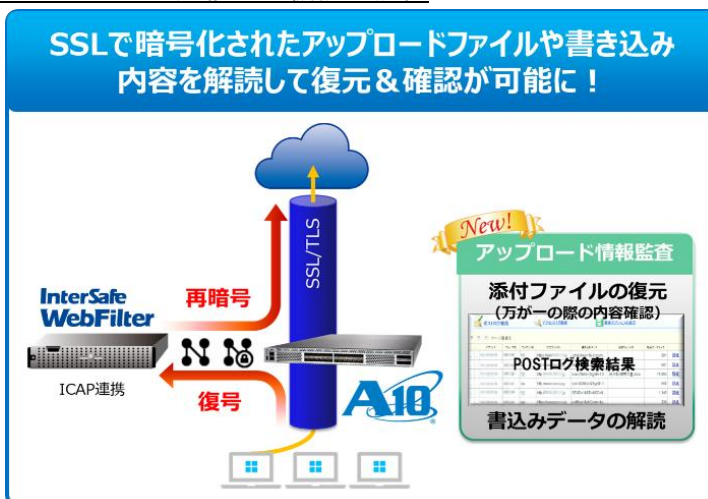 SSLで暗号化されたアップロードファイルや書き込み
内容を解読して復元＆確認が可能に！
SSL/TLS
InterSafe
WebFilter
再暗号
ICAP連携
復号
A10
New!
アップロード情報監査
添付ファイルの復元
(万が一の際の内容確認)
POSTログ検索結果
書込みデータの解読